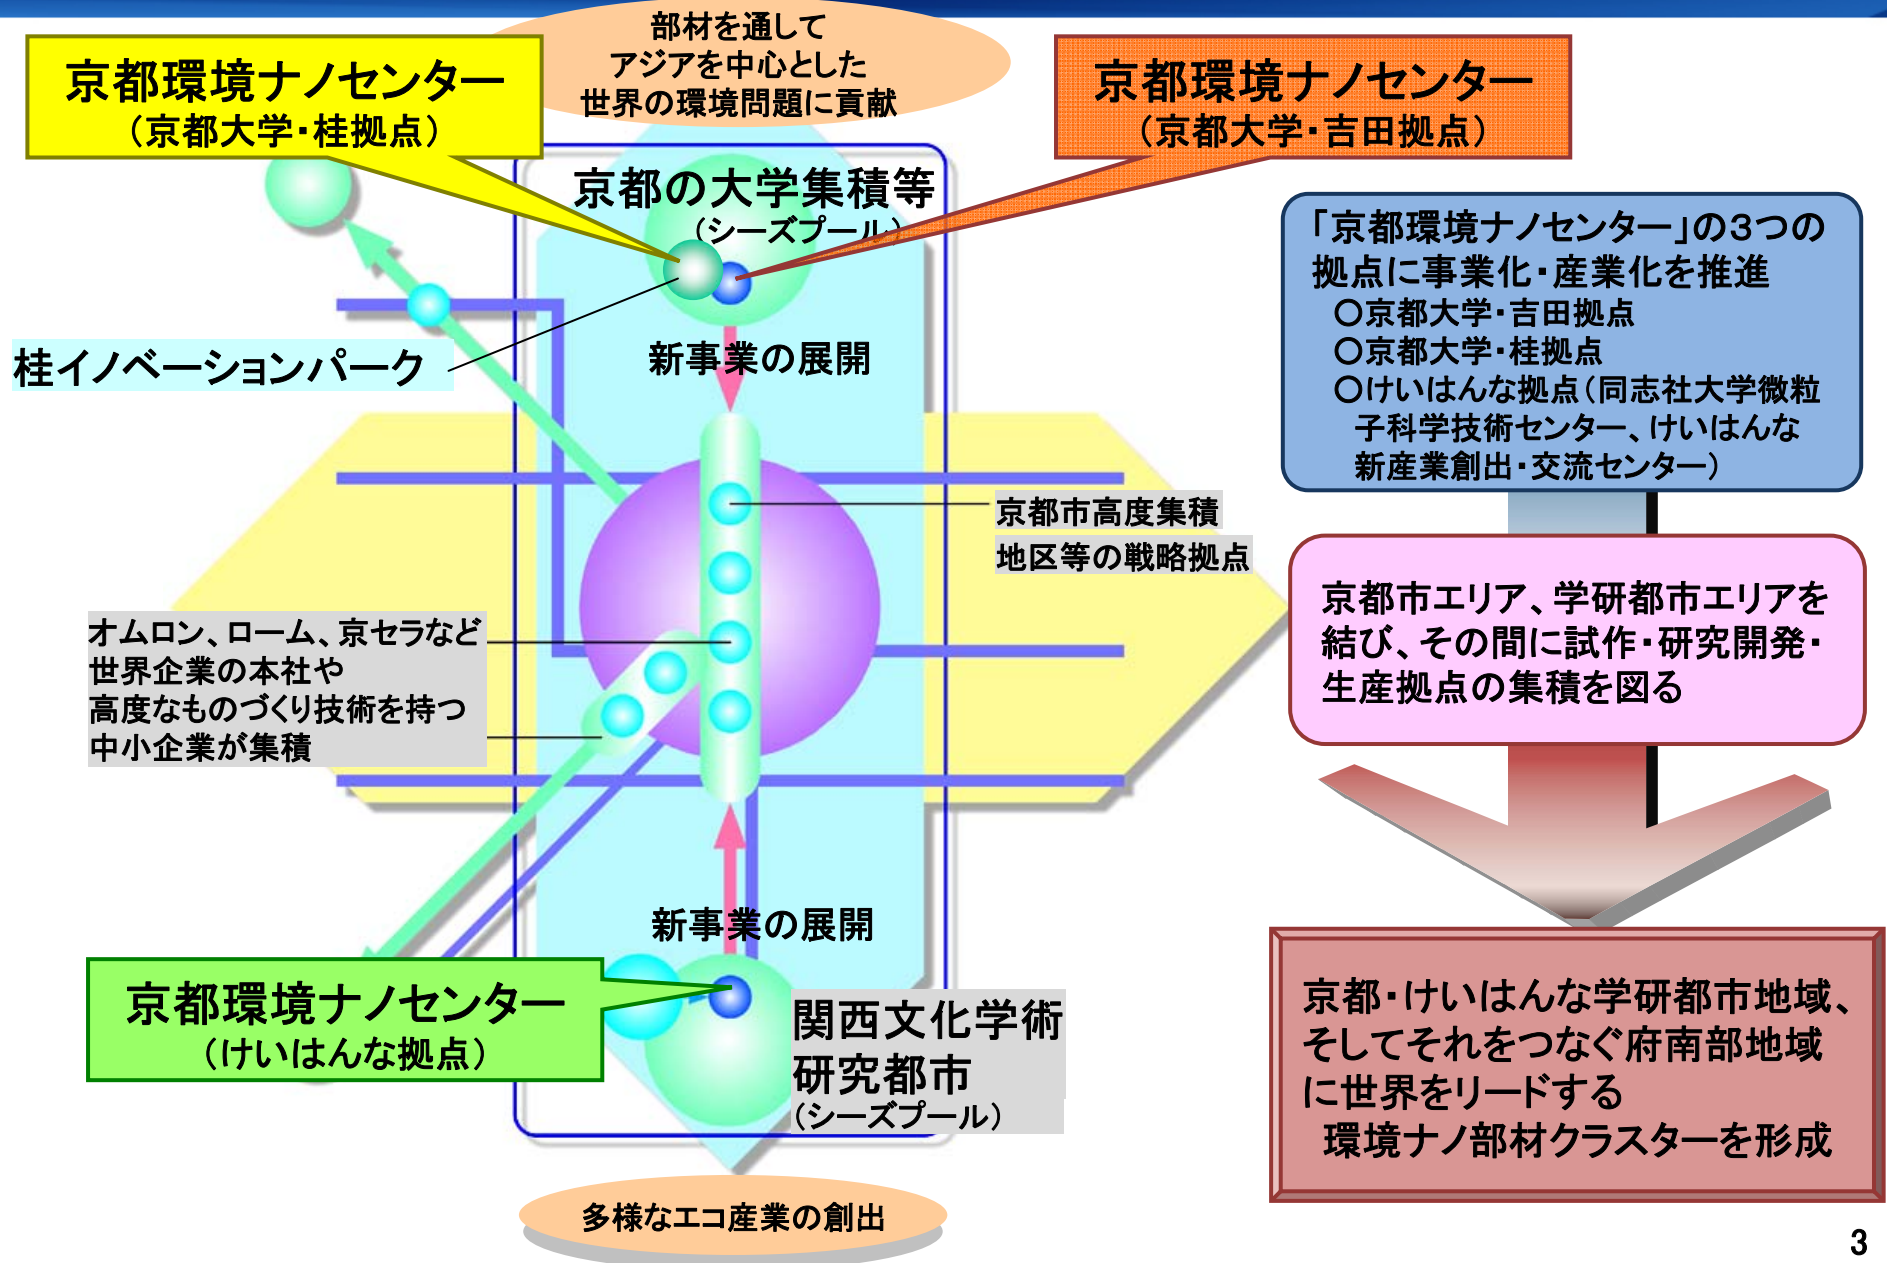 部材を通して
アジアを中心とした
世界の環境問題に貢献
京都環境ナノセンター
（京都大学・桂拠点）
京都環境ナノセンター
（京都大学・吉田拠点）
京都の大学集積等
（シーズプール）
新事業の展開
桂イノベーションパーク
京都市高度集積
地区等の戦略拠点
オムロン、ローム、京セラなど
世界企業の本社や
高度なものづくり技術を持つ
中小企業が集積
新事業の展開
京都環境ナノセンター
（けいはんな拠点）
関西文化学術
研究都市
（シーズプール）
多様なエコ産業の創出
「京都環境ナノセンター」の3つの
拠点に事業化・産業化を推進
○京都大学・吉田拠点
○京都大学・桂拠点
○けいはんな拠点（同志社大学微粒
子科学技術センター、けいはんな
新産業創出・交流センター）
京都市エリア、学研都市エリアを
結び、その間に試作・研究開発・
生産拠点の集積を図る
京都・けいはんな学研都市地域、
そしてそれをつなぐ府南部地域
に世界をリードする
環境ナノ部材クラスターを形成
3